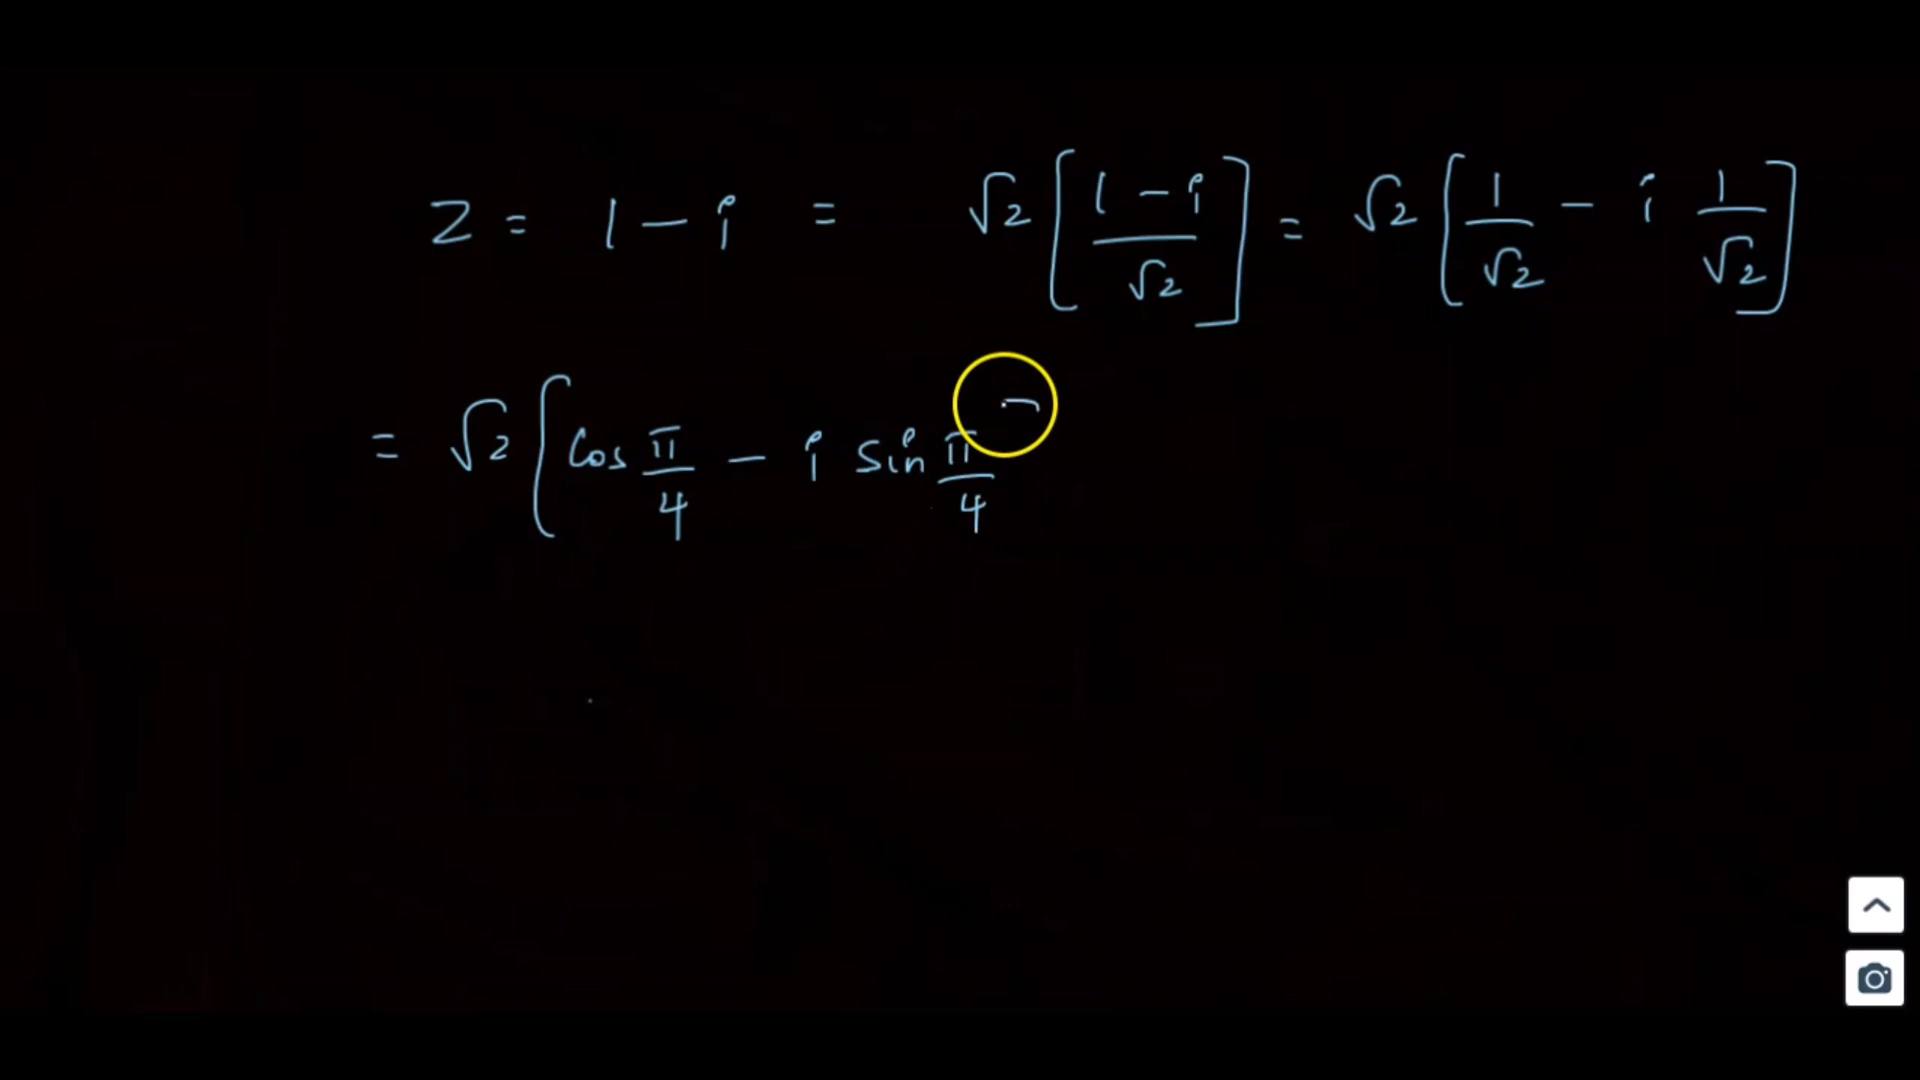 Z = 1 - i = √2 [ (1 - i)/√2 ] = √2 [ 1/√2 - i 1/√2 ]
= √2 [ Cos π/4 - i Sin π/4